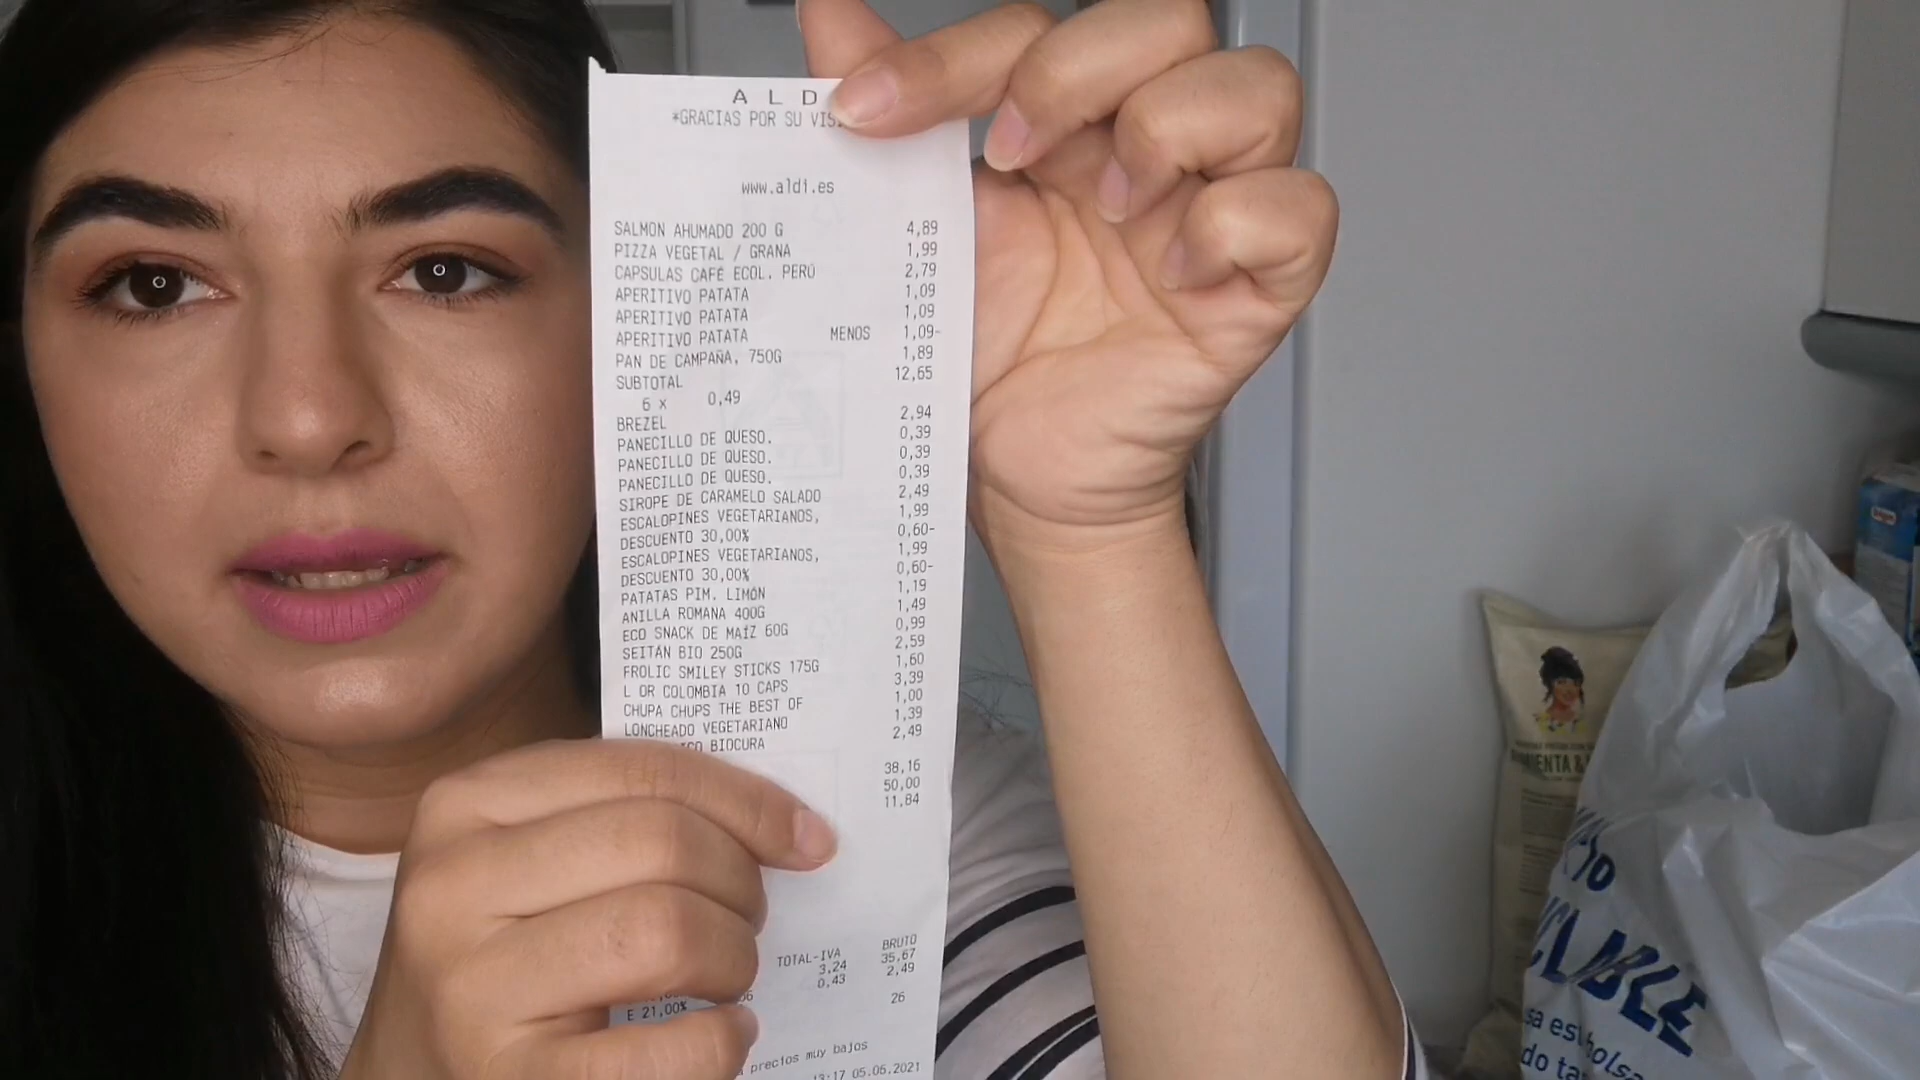 A L D
*GRACIAS POR SU
www.aldi.es
SALMON AHUMADO 200 G 4,89
PIZZA VEGETAL / GRANA 1,99
CAPSULAS CAFÉ ECOL. PERÚ 2,79
APERITIVO PATATA 1,09
APERITIVO PATATA 1,09
APERITIVO PATATA MENOS 1,09-
PAN DE CAMPAÑA, 750G 1,89
SUBTOTAL 12,65
6 x 0,49
BREZEL 2,94
PANECILLO DE QUESO. 0,39
PANECILLO DE QUESO. 0,39
PANECILLO DE QUESO. 0,39
SIROPE DE CARAMELO SALADO 2,49
ESCALOPINES VEGETARIANOS, 1,99
DESCUENTO 30,00% 0,60-
ESCALOPINES VEGETARIANOS, 1,99
DESCUENTO 30,00% 0,60-
PATATAS PIM. LIMÓN 1,19
ANILLA ROMANA 400G 1,49
ECO SNACK DE MAÍZ 60G 0,99
SEITÁN BIO 250G 2,59
FROLIC SMILEY STICKS 175G 1,60
L OR COLOMBIA 10 CAPS 3,39
CHUPA CHUPS THE BEST OF 1,00
LONCHEADO VEGETARIANO 1,39
BIOCURA 2,49
38,16
50,00
11,84
TOTAL-IVA BRUTO
3,24 35,67
0,43 2,49
E 21,00% 26
precios muy bajos
13:17 05.06.2021
sa es bolsa